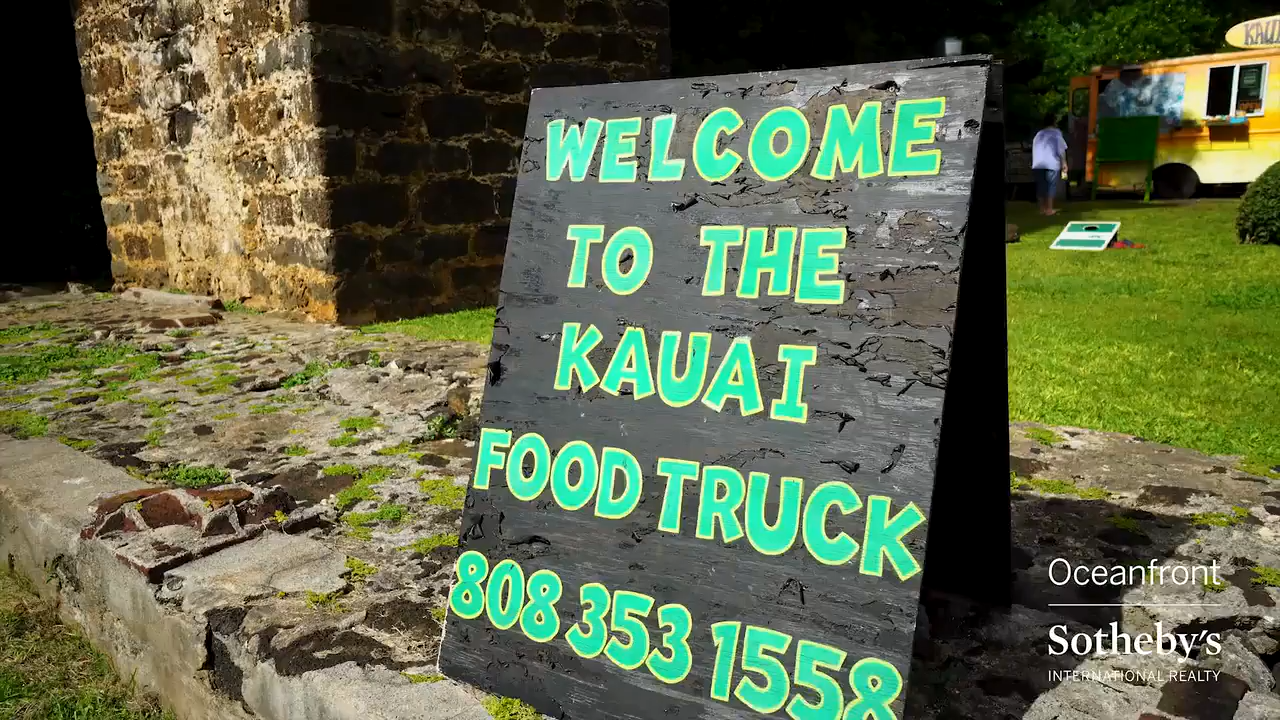 WELCOME
TO THE
KAUAI
FOOD TRUCK
808 353 1558
Oceanfront
Sotheby's
INTERNATIONAL REALTY